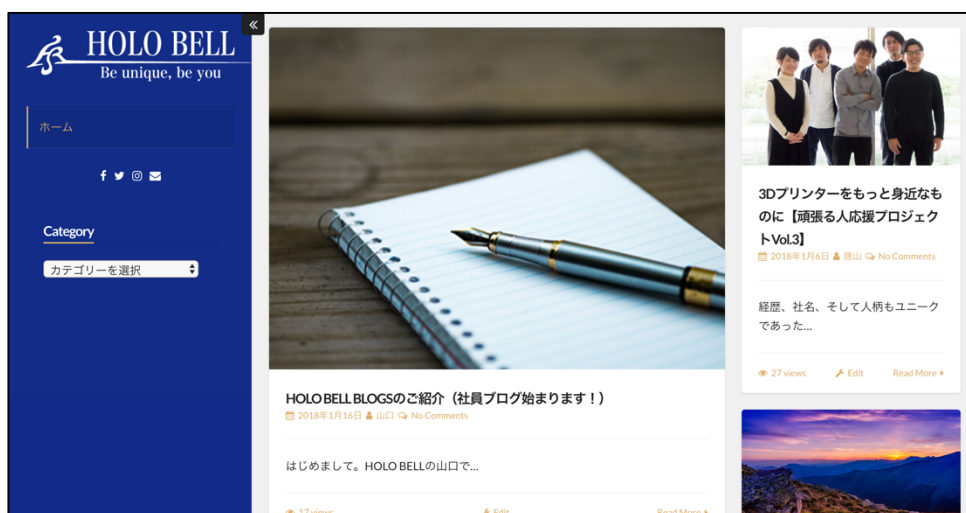 HOLO BELL
Be unique, be you
ホーム
Category
カテゴリーを選択
HOLO BELL BLOGSのご紹介（社員ブログ始まります！）
2018年1月16日 山口 No Comments
はじめまして。HOLO BELLの山口で...
17 views Edit Read More
3Dプリンターをもっと身近なも
のに【頑張る人応援プロジェク
トVol.3】
2018年1月6日 徳山 No Comments
経歴、社名、そして人柄もユニーク
であった...
27 views Edit Read More